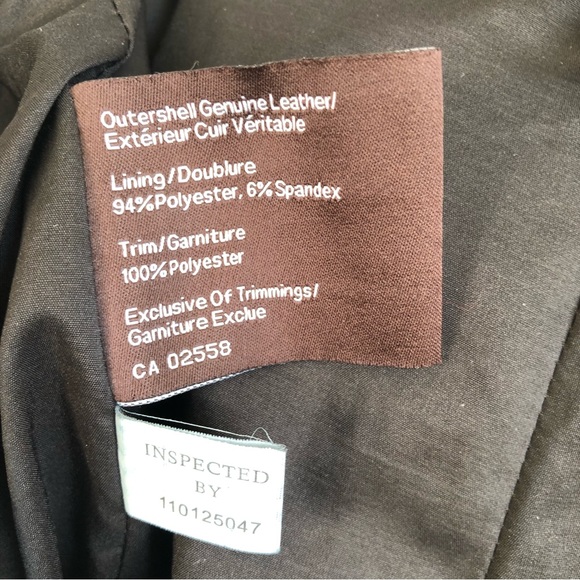 Outershell Genuine Leather/
Extérieur Cuir Véritable
Lining/Doublure
94%Polyester, 6%Spandex
Trim/Garniture
100%Polyester
Exclusive Of Trimmings/
Garniture Exclue
CA 02558
INSPECTED
BY
110125047